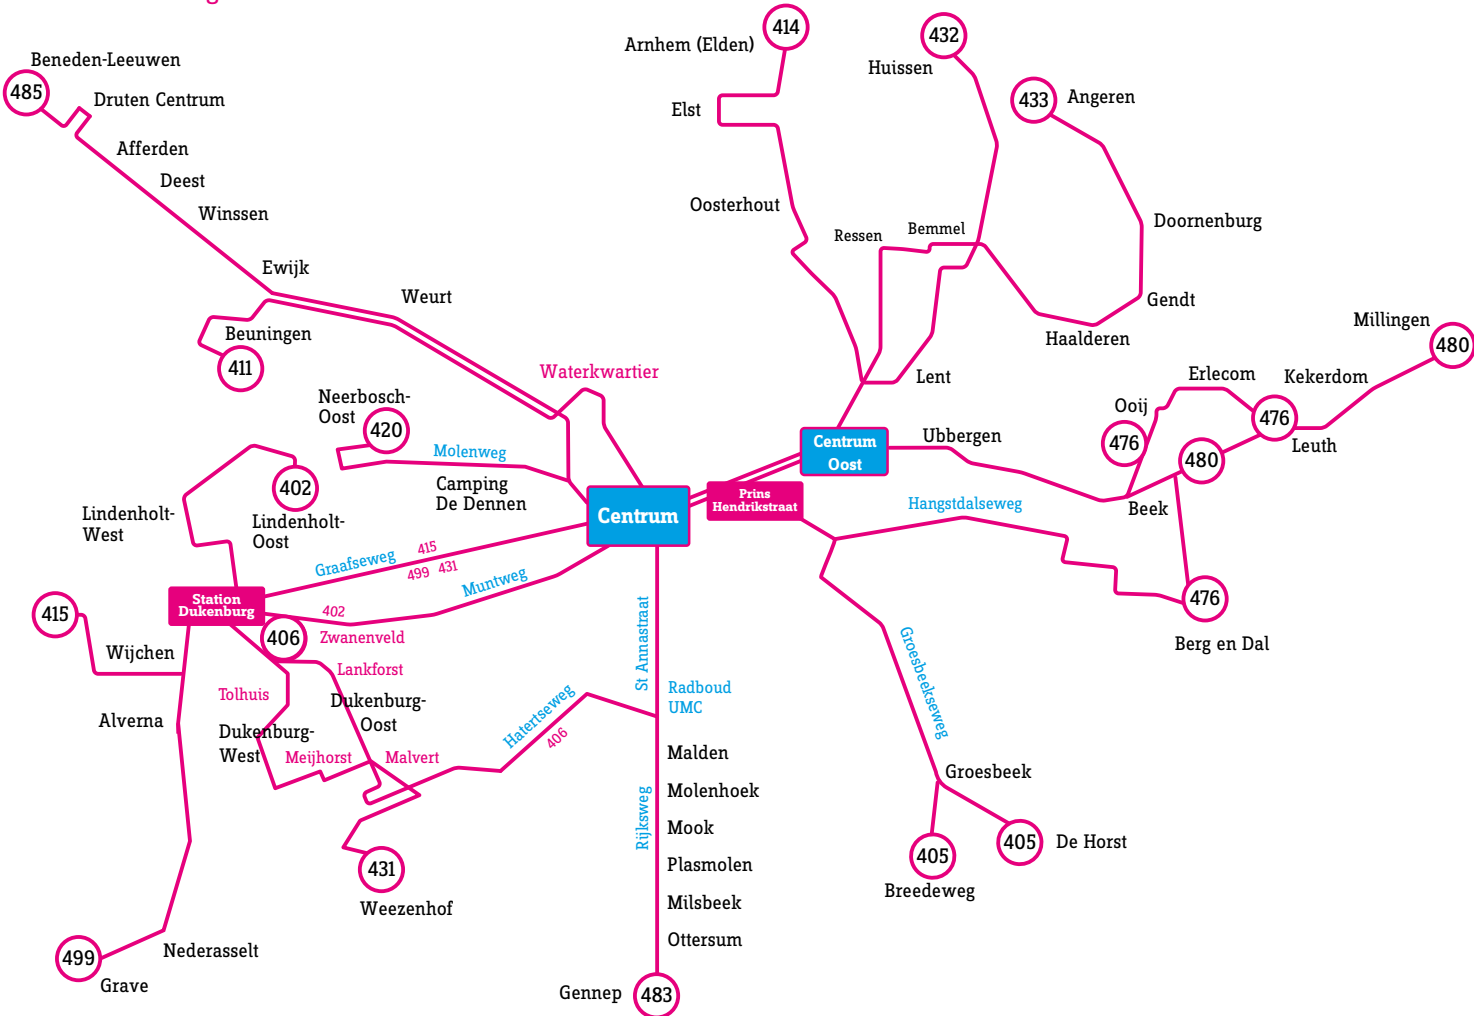 g
Beneden-Leeuwen
485
Druten Centrum
Afferden
Deest
Winssen
Ewijk
Weurt
Beuningen
411
Waterkwartier
Neerbosch-
Oost
420
Molenweg
Camping
De Dennen
402
Lindenholt-
Oost
Lindenholt-
West
Arnhem (Elden)
414
Elst
Oosterhout
432
Huissen
433
Angeren
Doornenburg
Gendt
Haalderen
Bemmel
Ressen
Lent
Millingen
480
Kekerdom
Erlecom
476
Leuth
Ooij
476
480
Beek
Ubbergen
Centrum
Oost
Prins
Hendrikstraat
Centrum
Hangstdalseweg
476
Berg en Dal
Groesbeekseweg
Groesbeek
405
Breedeweg
405
De Horst
Graafseweg
415
499 431
Muntweg
402
Station
Dukenburg
415
Wijchen
Alverna
406
Zwanenveld
Lankforst
Tolhuis
Dukenburg-
Oost
Dukenburg-
West
Meijhorst
Malvert
Hatertseweg
406
431
Weezenhof
Nederasselt
499
Grave
St Annastraat
Radboud
UMC
Rijksweg
Malden
Molenhoek
Mook
Plasmolen
Milsbeek
Ottersum
Gennep
483